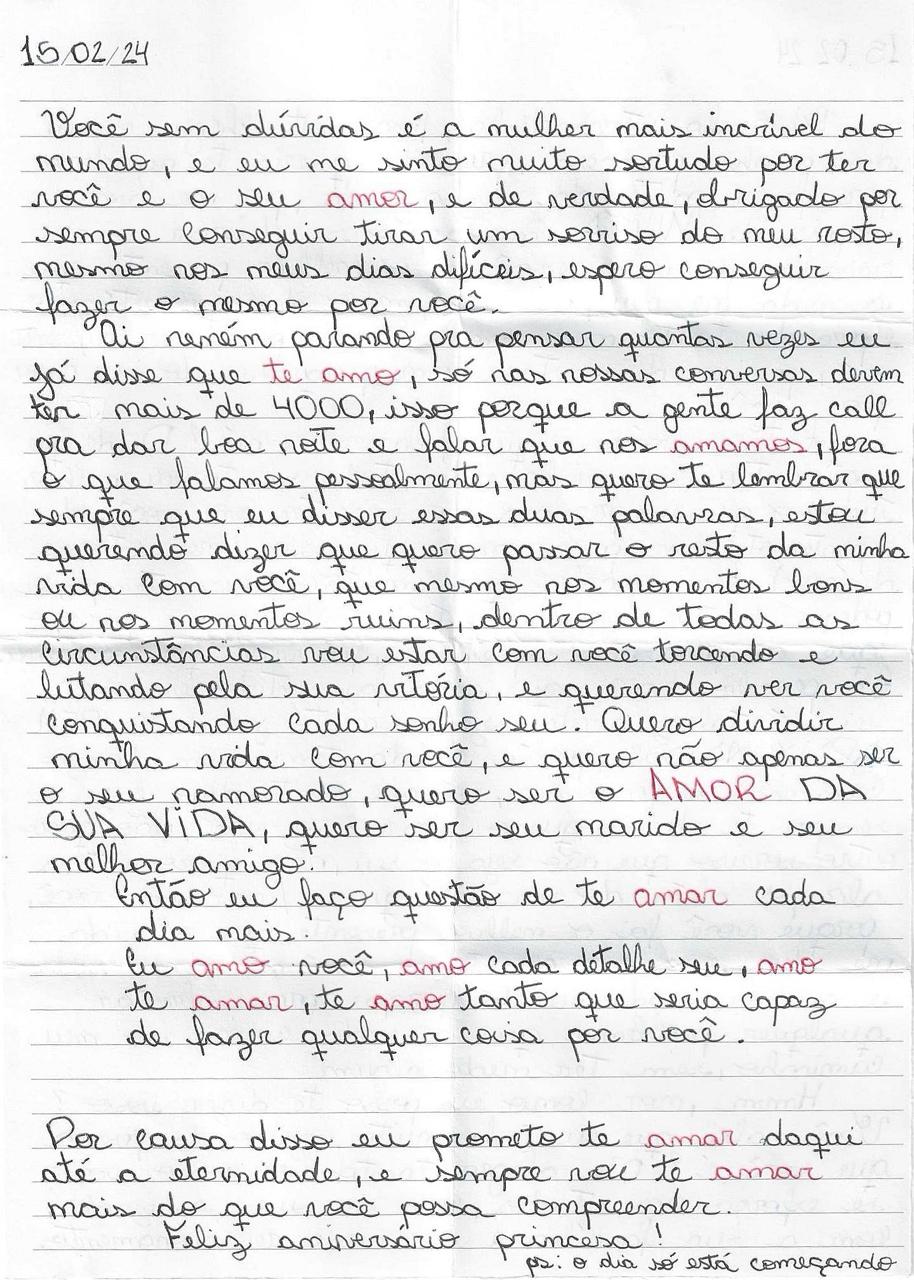 15/02/24
Você sem dúvidas é a mulher mais incrível do
mundo, e eu me sinto muito sortudo por ter
você e o seu amor, e de verdade, obrigado por
sempre conseguir tirar um sorriso do meu rosto,
mesmo nos meus dias difíceis, espero conseguir
fazer o mesmo por você.
Ai neném parando pra pensar quantas vezes eu
já disse que te amo, só nas nossas conversas devem
ter mais de 4000, isso porque a gente faz call
pra dar boa noite e falar que nos amamos, fora
o que falamos pessoalmente, mas quero te lembrar que
sempre que eu disser essas duas palavras, estou
querendo dizer que quero passar o resto da minha
vida com você, que mesmo nos momentos bons
ou nos momentos ruins, dentro de todas as
circunstâncias vou estar com você torcendo e
lutando pela sua vitória, e querendo ver você
conquistando cada sonho seu! Quero dividir
minha vida com você, e quero não apenas ser
o seu namorado, quero ser o AMOR DA
SUA ViDA, quero ser seu marido e seu
melhor amigo.
Então eu faço questão de te amar cada
dia mais.
Eu amo você, amo cada detalhe seu, amo
te amar, te amo tanto que seria capaz
de fazer qualquer coisa por você.
Por causa disso eu prometo te amar daqui
até a eternidade, e sempre vou te amar
mais do que você possa compreender.
Feliz aniversário princesa!
ps: o dia só está começando